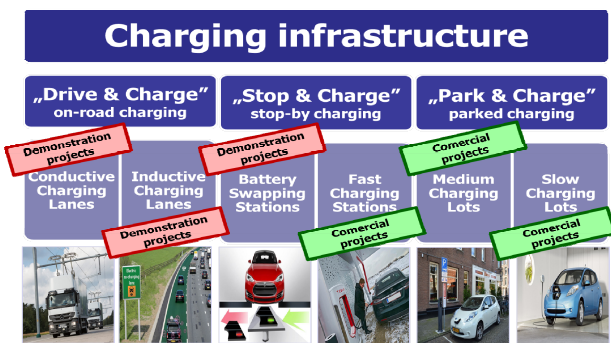 Charging infrastructure
„Drive & Charge”
on-road charging
„Stop & Charge”
stop-by charging
„Park & Charge”
parked charging
Demonstration
projects
Conductive
Charging
Lanes
Inductive
Charging
Lanes
Demonstration
projects
Demonstration
projects
Battery
Swapping
Stations
Fast
Charging
Stations
Comercial
projects
Comercial
projects
Medium
Charging
Lots
Slow
Charging
Lots
Comercial
projects